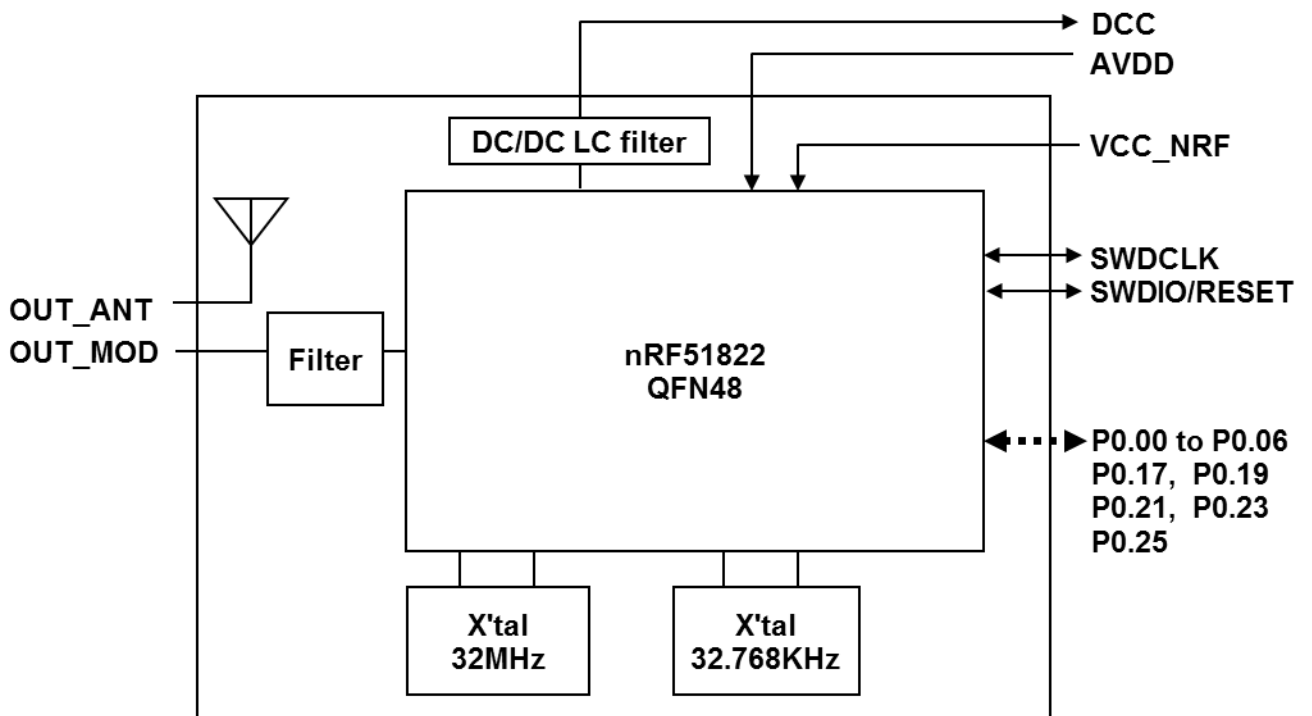 DCC
AVDD
DC/DC LC filter
VCC_NRF
SWDCLK
SWDIO/RESET
OUT_ANT
OUT_MOD
Filter
nRF51822
QFN48
P0.00 to P0.06
P0.17, P0.19
P0.21, P0.23
P0.25
X'tal
32MHz
X'tal
32.768KHz